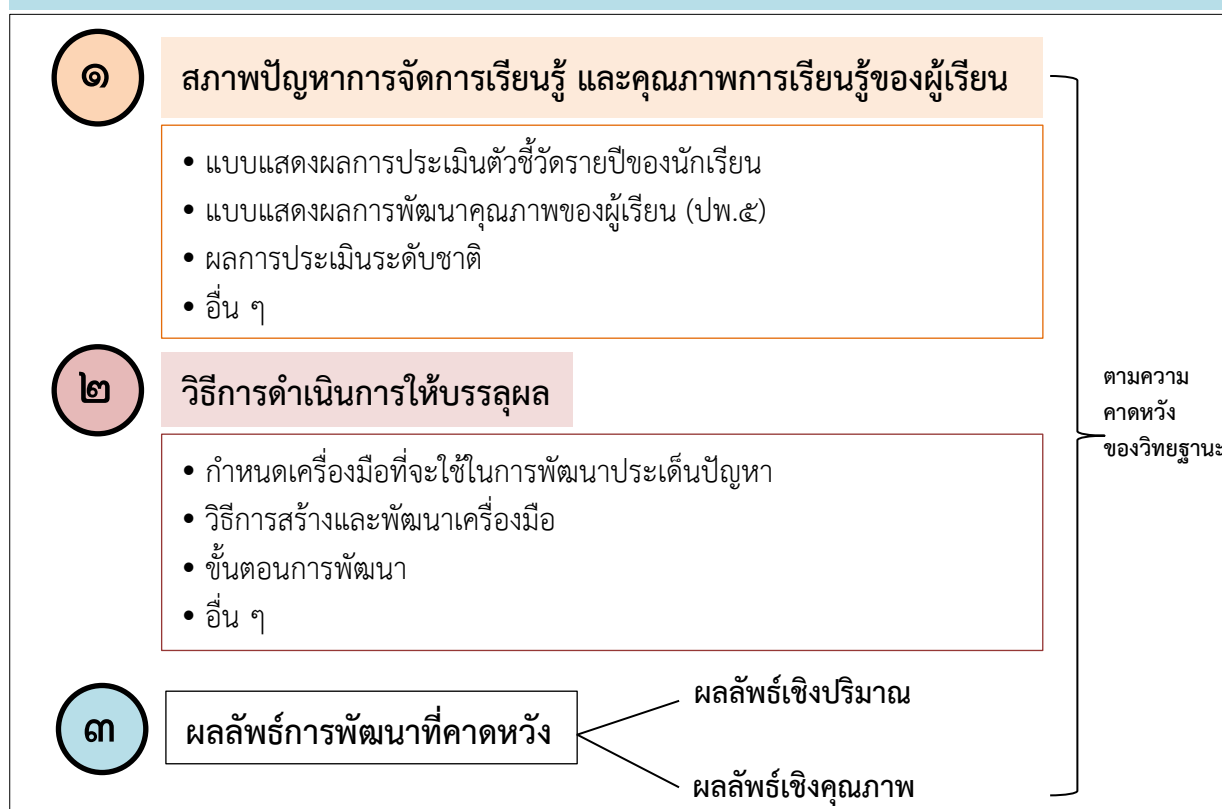 ๑
สภาพปัญหาการจัดการเรียนรู้ และคุณภาพการเรียนรู้ของผู้เรียน
• แบบแสดงผลการประเมินตัวชี้วัดรายปีของนักเรียน
• แบบแสดงผลการพัฒนาคุณภาพของผู้เรียน (ปพ.๕)
• ผลการประเมินระดับชาติ
• อื่น ๆ
๒
วิธีการดำเนินการให้บรรลุผล
• กำหนดเครื่องมือที่จะใช้ในการพัฒนาประเด็นปัญหา
• วิธีการสร้างและพัฒนาเครื่องมือ
• ขั้นตอนการพัฒนา
• อื่น ๆ
ตามความ
คาดหวัง
ของวิทยฐานะ
๓
ผลลัพธ์การพัฒนาที่คาดหวัง
ผลลัพธ์เชิงปริมาณ
ผลลัพธ์เชิงคุณภาพ